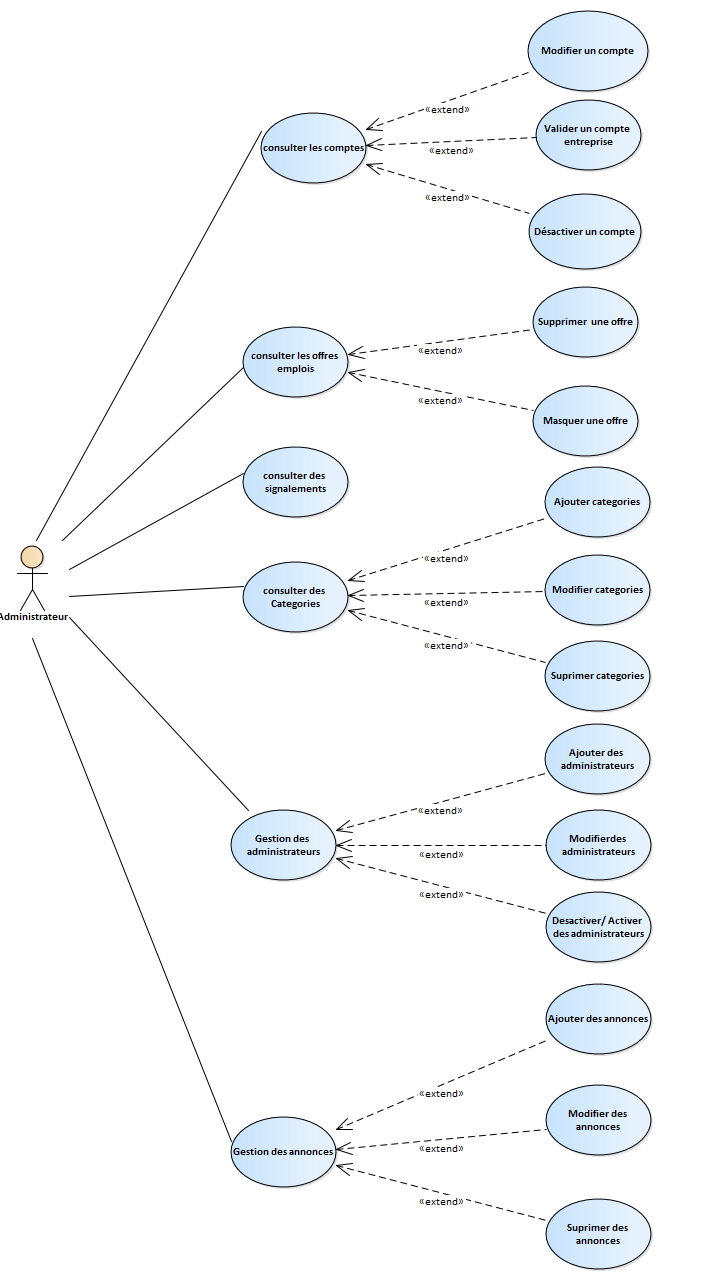 Modifier un compte
«extend»
consulter les comptes
Valider un compte
entreprise
«extend»
«extend»
Désactiver un compte
Supprimer  une offre
«extend»
consulter les offres
emplois
«extend»
Masquer une offre
consulter des
signalements
Ajouter categories
«extend»
consulter des
Categories
Modifier categories
«extend»
Administrateur
«extend»
Suprimer categories
Ajouter des
administrateurs
«extend»
Gestion des
administrateurs
Modifierdes
administrateurs
«extend»
«extend»
Desactiver/ Activer
des administrateurs
Ajouter des annonces
«extend»
Modifier des
annonces
Gestion des annonces
«extend»
«extend»
Suprimer des
annonces